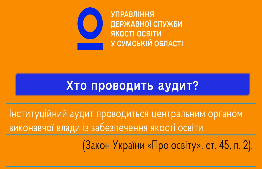 УПРАВЛІННЯ
ДЕРЖАВНОЇ СЛУЖБИ
ЯКОСТІ ОСВІТИ
У СУМСЬКІЙ ОБЛАСТІ
Хто проводить аудит?
Інституційний аудит проводиться центральним органом
виконавчої влади із забезпечення якості освіти
(Закон України «Про освіту», ст. 45, п. 2).